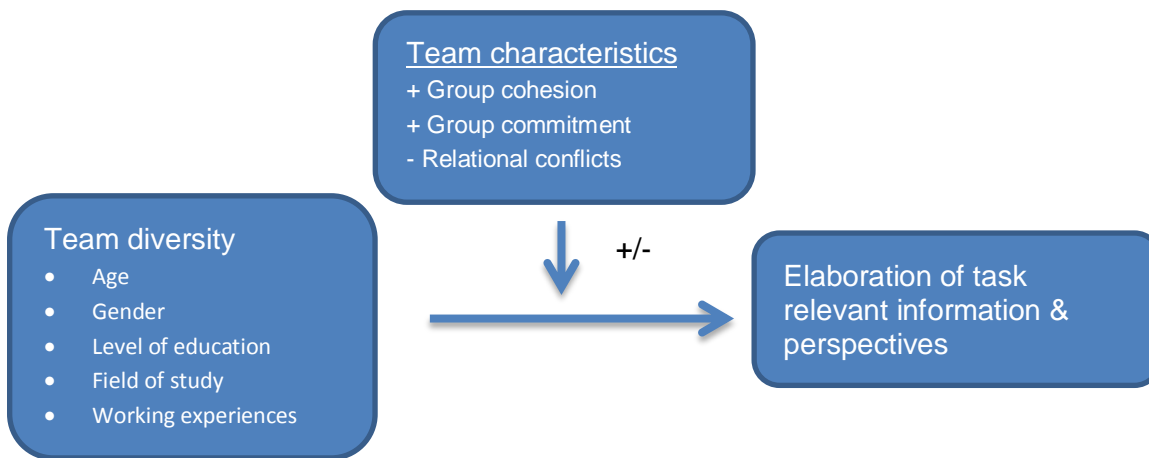 Team characteristics
+ Group cohesion
+ Group commitment
- Relational conflicts
+/-
Team diversity
• Age
• Gender
• Level of education
• Field of study
• Working experiences
Elaboration of task
relevant information &
perspectives